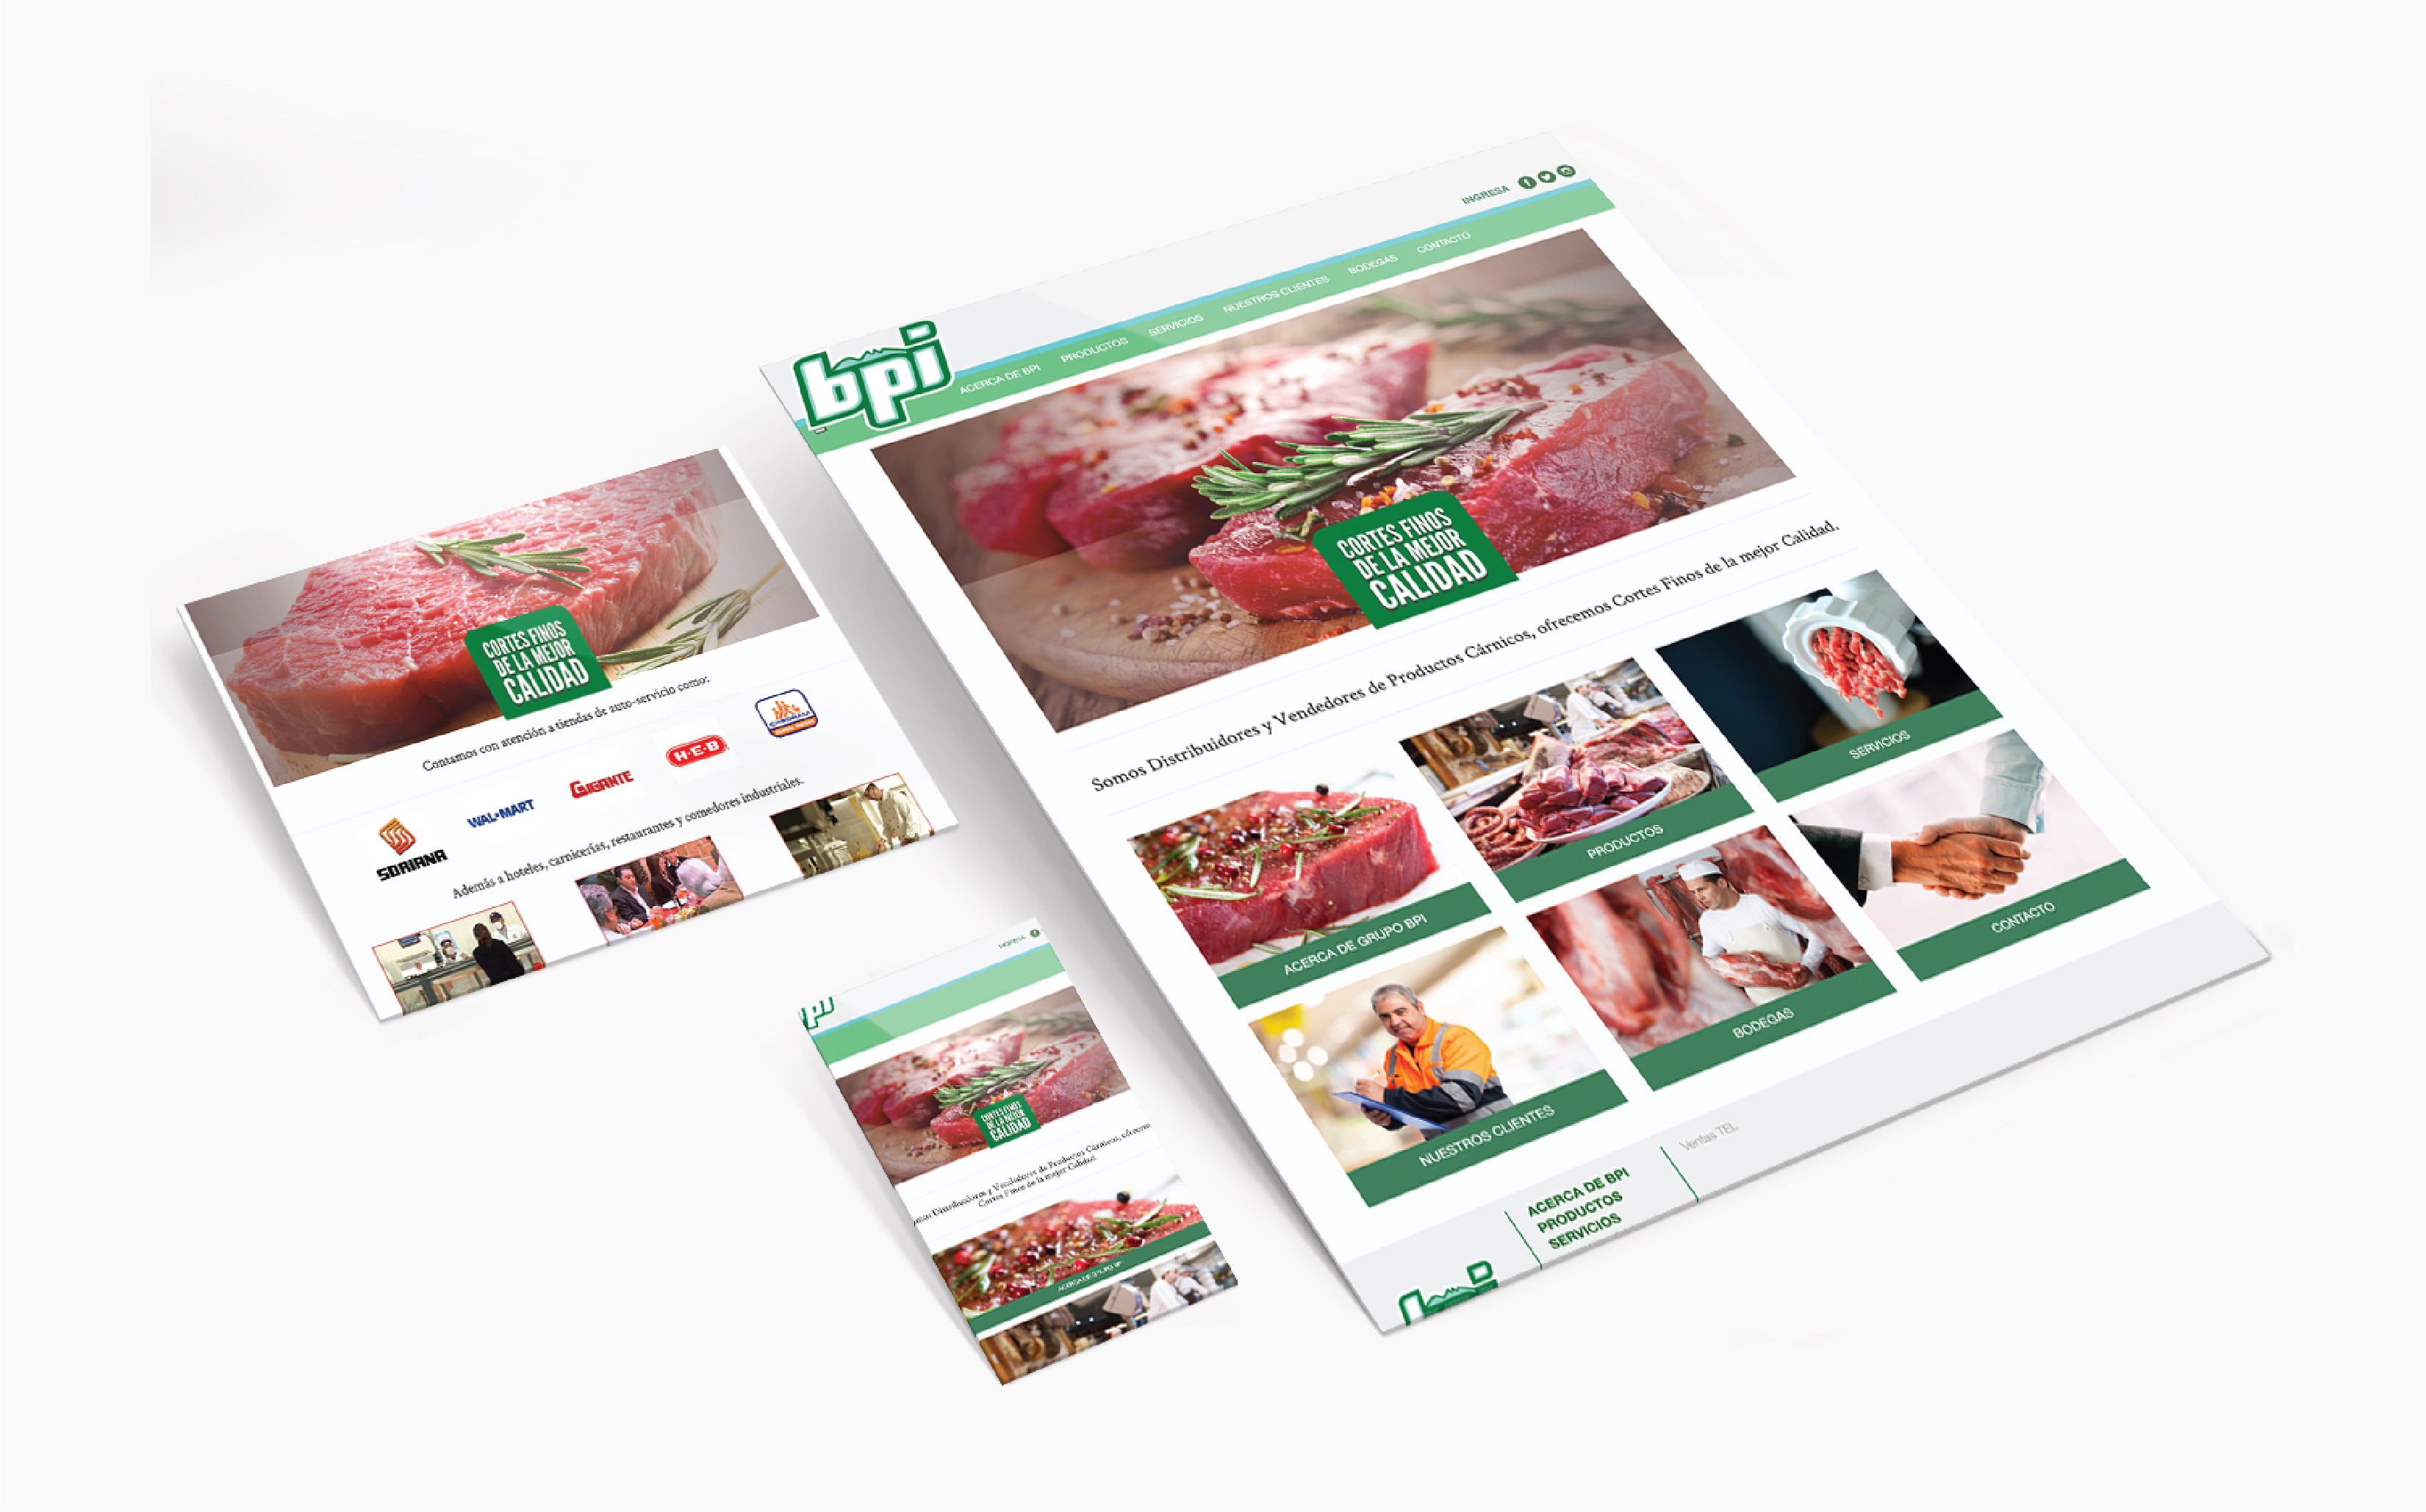 CORTES FINOS
DE LA MEJOR
CALIDAD
Contamos con atención a tiendas de auto-servicio como:
SORIANA
WAL★MART
GIGANTE
H-E-B
Además a hoteles, carnicerías, restaurantes y comedores industriales.
INGRESA
bpi
ACERCA DE BPI
PRODUCTOS
SERVICIOS
NUESTROS CLIENTES
BODEGAS
CONTACTO
CORTES FINOS
DE LA MEJOR
CALIDAD
Somos Distribuidores y Vendedores de Productos Cárnicos, ofrecemos Cortes Finos de la mejor Calidad.
ACERCA DE GRUPO BPI
PRODUCTOS
SERVICIOS
NUESTROS CLIENTES
BODEGAS
CONTACTO
ACERCA DE BPI
PRODUCTOS
SERVICIOS
Ventas TEL
INGRESA
pi
CORTES FINOS
DE LA MEJOR
CALIDAD
Distribuidores y Vendedores de Productos Cárnicos,
Cortes Finos de la mejor Calidad.
ACERCA DE GRUPO BPI